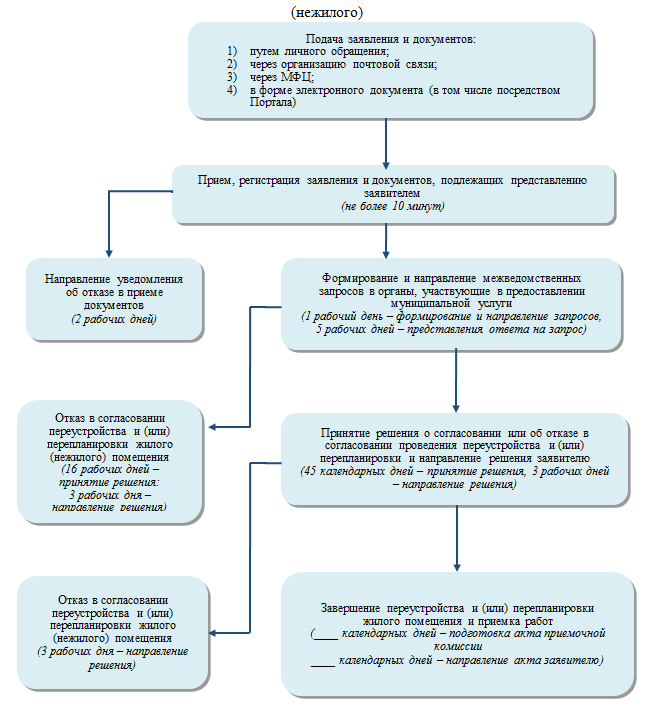 (нежилого)
Подача заявления и документов:
1) путем личного обращения;
2) через организацию почтовой связи;
3) через МФЦ;
4) в форме электронного документа (в том числе посредством
Портала)
Прием, регистрация заявления и документов, подлежащих представлению
заявителем
(не более 10 минут)
Направление уведомления
об отказе в приеме
документов
(2 рабочих дней)
Формирование и направление межведомственных
запросов в органы, участвующие в предоставлении
муниципальной услуги
(1 рабочий день – формирование и направление запросов,
5 рабочих дней – представления ответа на запрос)
Отказ в согласовании
переустройства и (или)
перепланировки жилого
(нежилого) помещения
(16 рабочих дней –
принятие решения:
3 рабочих дня –
направление решения)
Принятие решения о согласовании или об отказе в
согласовании проведения переустройства и (или)
перепланировки и направление решения заявителю
(45 календарных дней – принятие решения, 3 рабочих дней
– направление решения)
Отказ в согласовании
переустройства и (или)
перепланировки жилого
(нежилого) помещения
(3 рабочих дня – направление
решения)
Завершение переустройства и (или) перепланировки
жилого помещения и приемка работ
(____ календарных дней – подготовка акта приемочной
комиссии
____ календарных дней – направление акта заявителю)